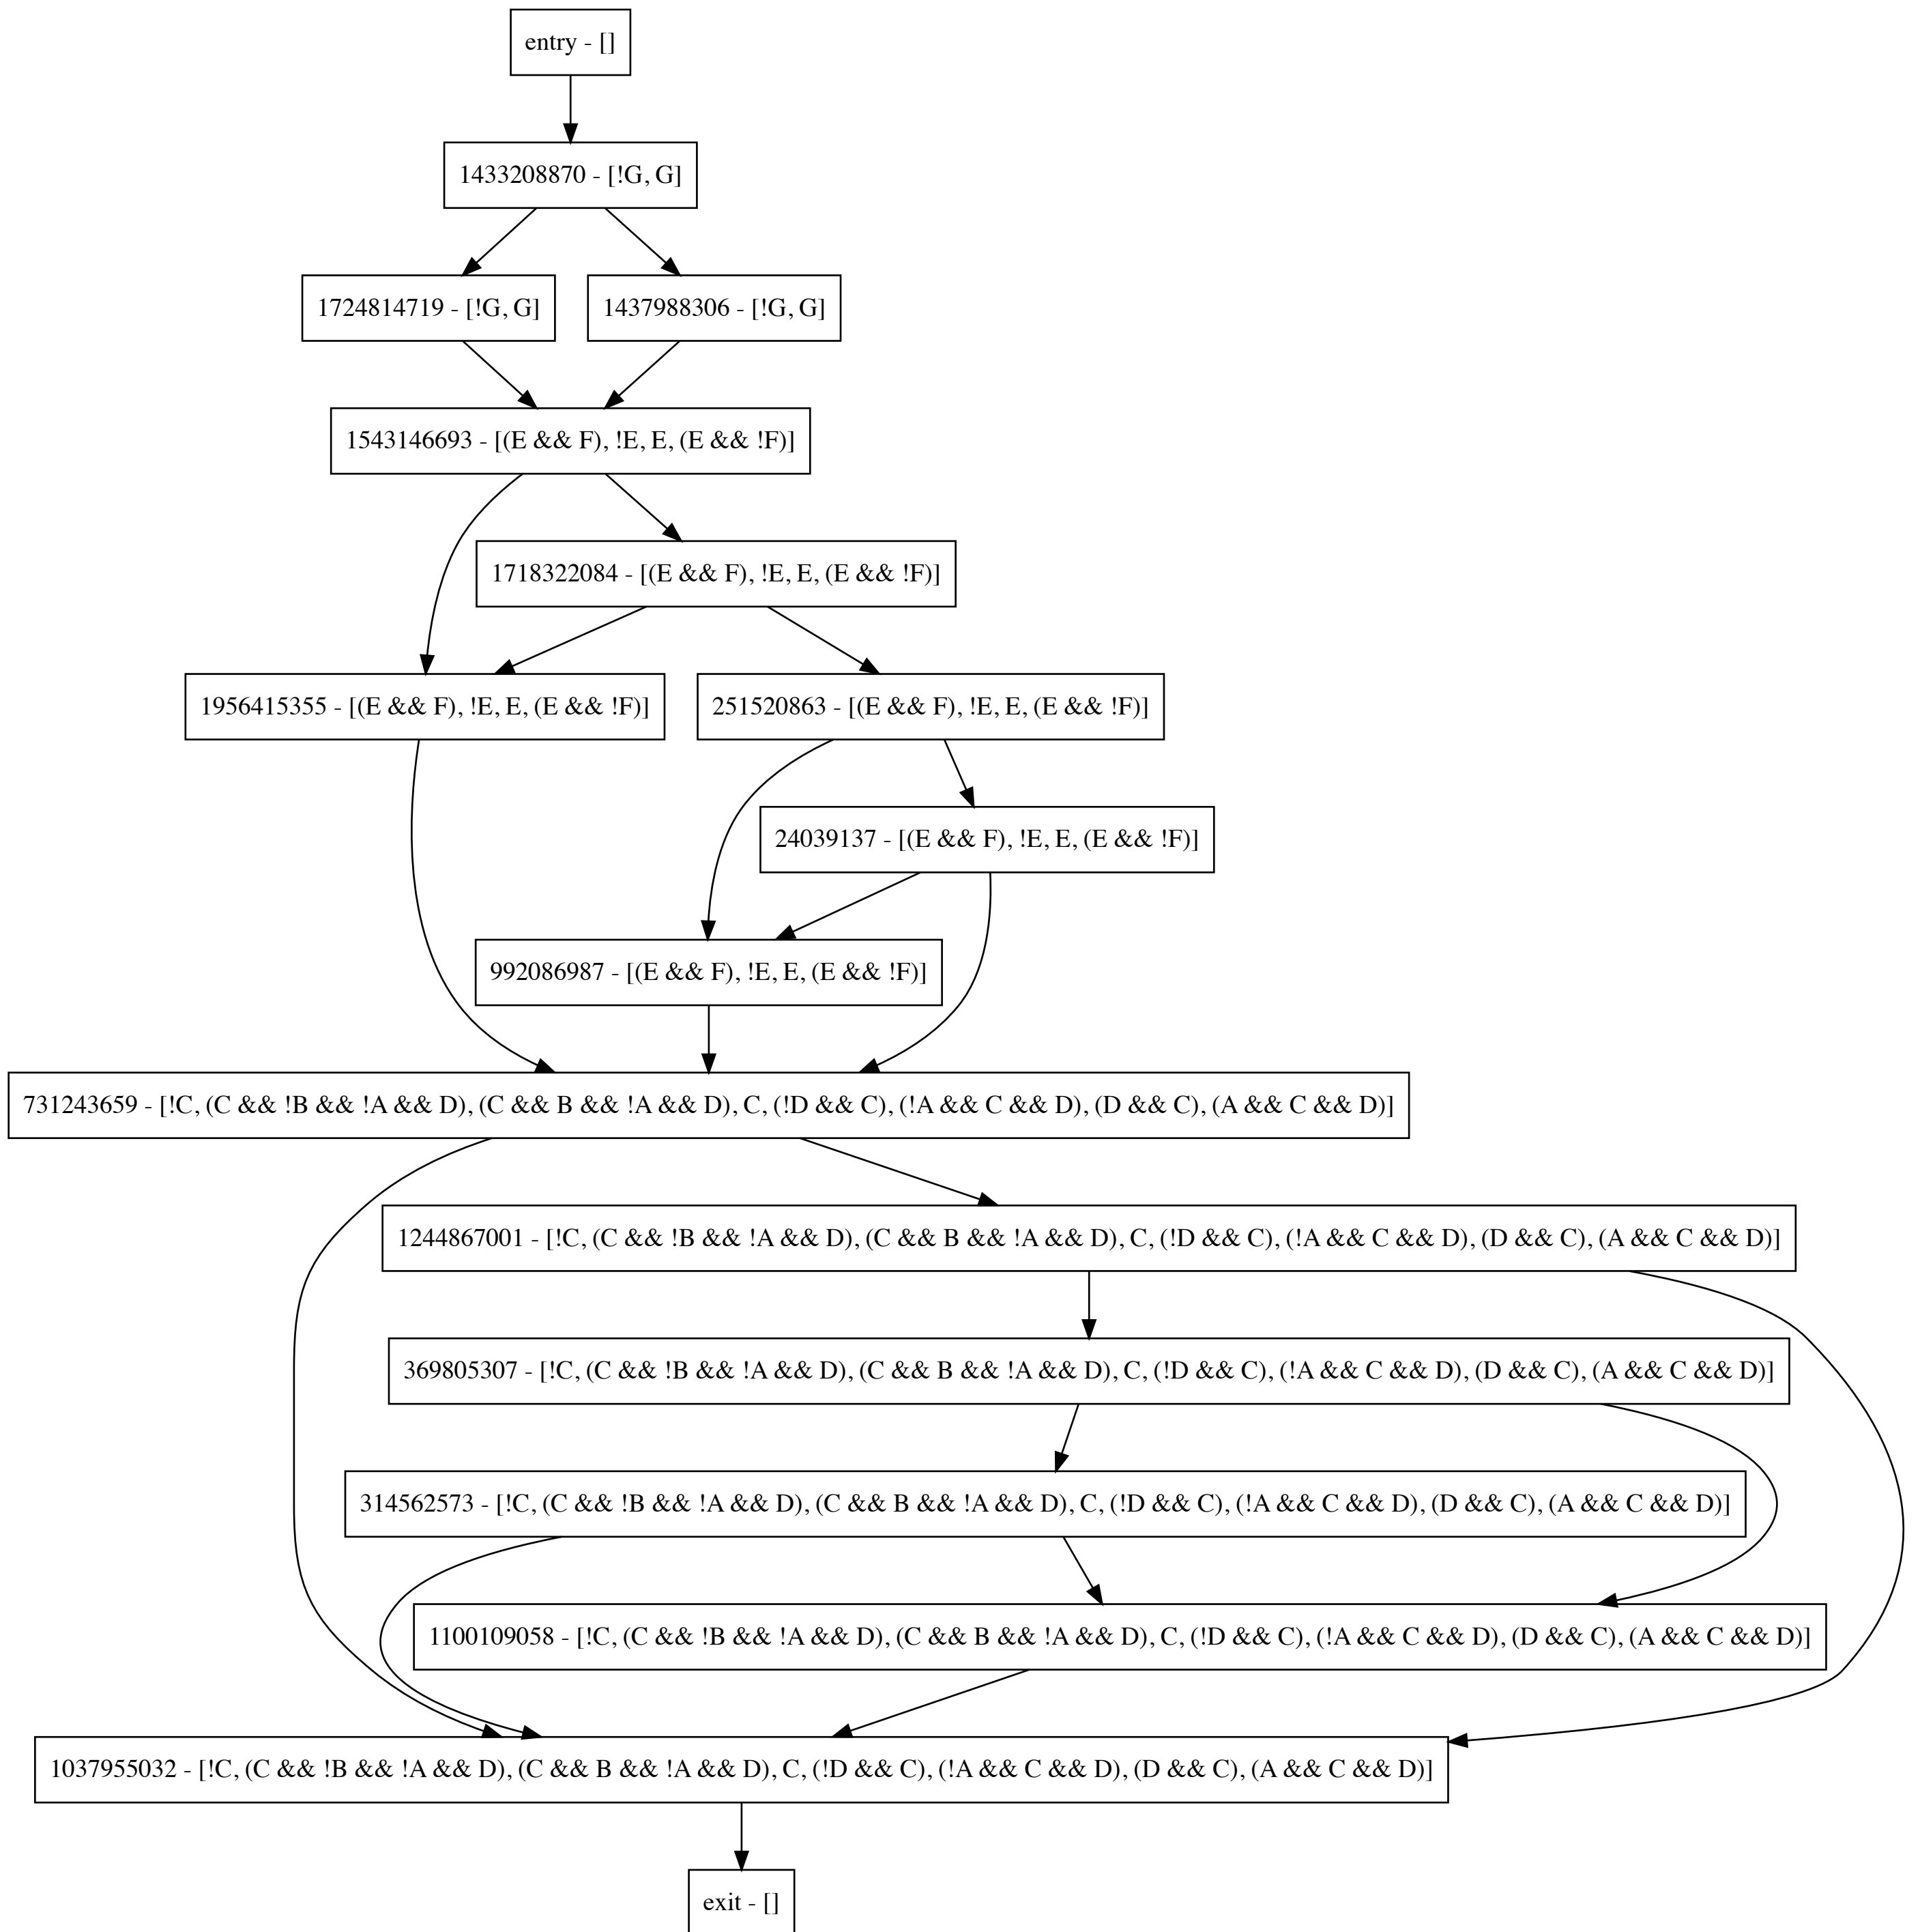 entry - []
1433208870 - [!G, G]
1724814719 - [!G, G]
1437988306 - [!G, G]
1543146693 - [(E && F), !E, E, (E && !F)]
1718322084 - [(E && F), !E, E, (E && !F)]
1956415355 - [(E && F), !E, E, (E && !F)]
251520863 - [(E && F), !E, E, (E && !F)]
24039137 - [(E && F), !E, E, (E && !F)]
992086987 - [(E && F), !E, E, (E && !F)]
731243659 - [!C, (C && !B && !A && D), (C && B && !A && D), C, (!D && C), (!A && C && D), (D && C), (A && C && D)]
1244867001 - [!C, (C && !B && !A && D), (C && B && !A && D), C, (!D && C), (!A && C && D), (D && C), (A && C && D)]
369805307 - [!C, (C && !B && !A && D), (C && B && !A && D), C, (!D && C), (!A && C && D), (D && C), (A && C && D)]
314562573 - [!C, (C && !B && !A && D), (C && B && !A && D), C, (!D && C), (!A && C && D), (D && C), (A && C && D)]
1100109058 - [!C, (C && !B && !A && D), (C && B && !A && D), C, (!D && C), (!A && C && D), (D && C), (A && C && D)]
1037955032 - [!C, (C && !B && !A && D), (C && B && !A && D), C, (!D && C), (!A && C && D), (D && C), (A && C && D)]
exit - []